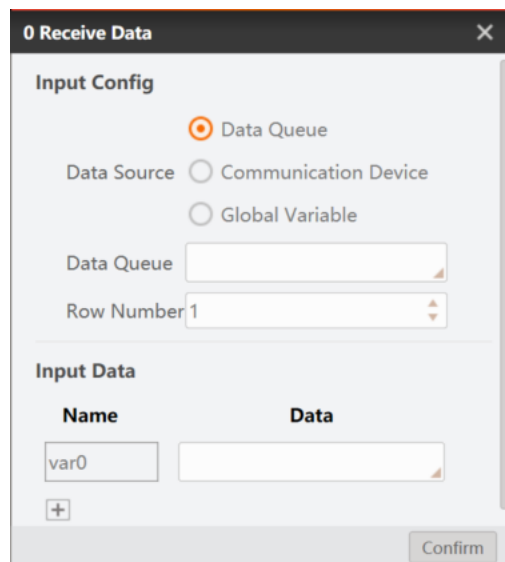 0 Receive Data
Input Config
Data Queue
Data Source Communication Device
Global Variable
Data Queue
Row Number 1
Input Data
Name Data
var0
Confirm